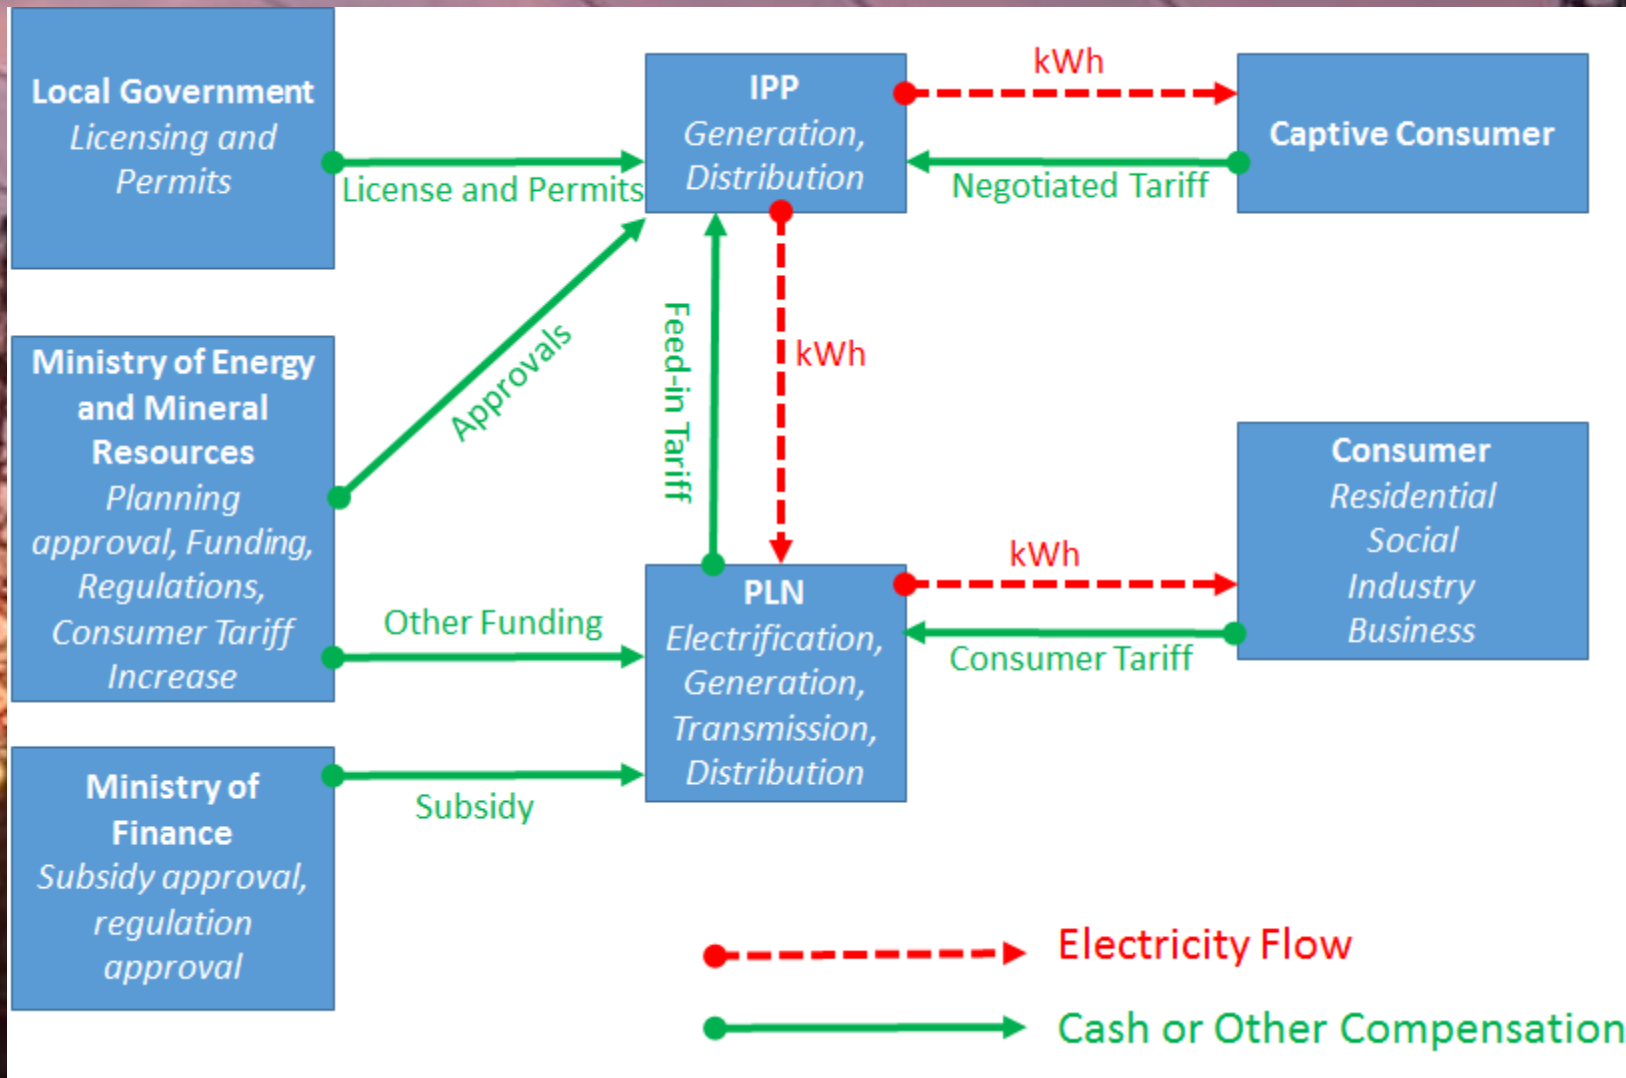 Local Government
Licensing and
Permits
License and Permits
IPP
Generation,
Distribution
kWh
Negotiated Tariff
Captive Consumer
Ministry of Energy
and Mineral
Resources
Planning
approval, Funding,
Regulations,
Consumer Tariff
Increase
Approvals
Feed-in Tariff
kWh
Other Funding
PLN
Electrification,
Generation,
Transmission,
Distribution
kWh
Consumer Tariff
Consumer
Residential
Social
Industry
Business
Ministry of
Finance
Subsidy approval,
regulation
approval
Subsidy
Electricity Flow
Cash or Other Compensation